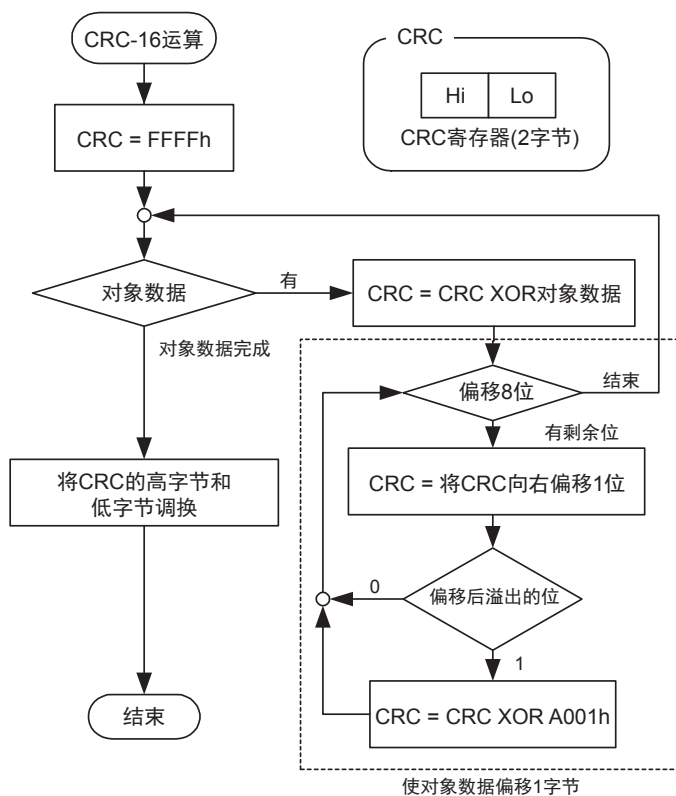 CRC-16运算
CRC
Hi
Lo
CRC寄存器(2字节)
CRC = FFFFh
对象数据
有
CRC = CRC XOR对象数据
对象数据完成
偏移8位
结束
有剩余位
将CRC的高字节和
低字节调换
CRC = 将CRC向右偏移1位
偏移后溢出的位
0
1
CRC = CRC XOR A001h
结束
使对象数据偏移1字节